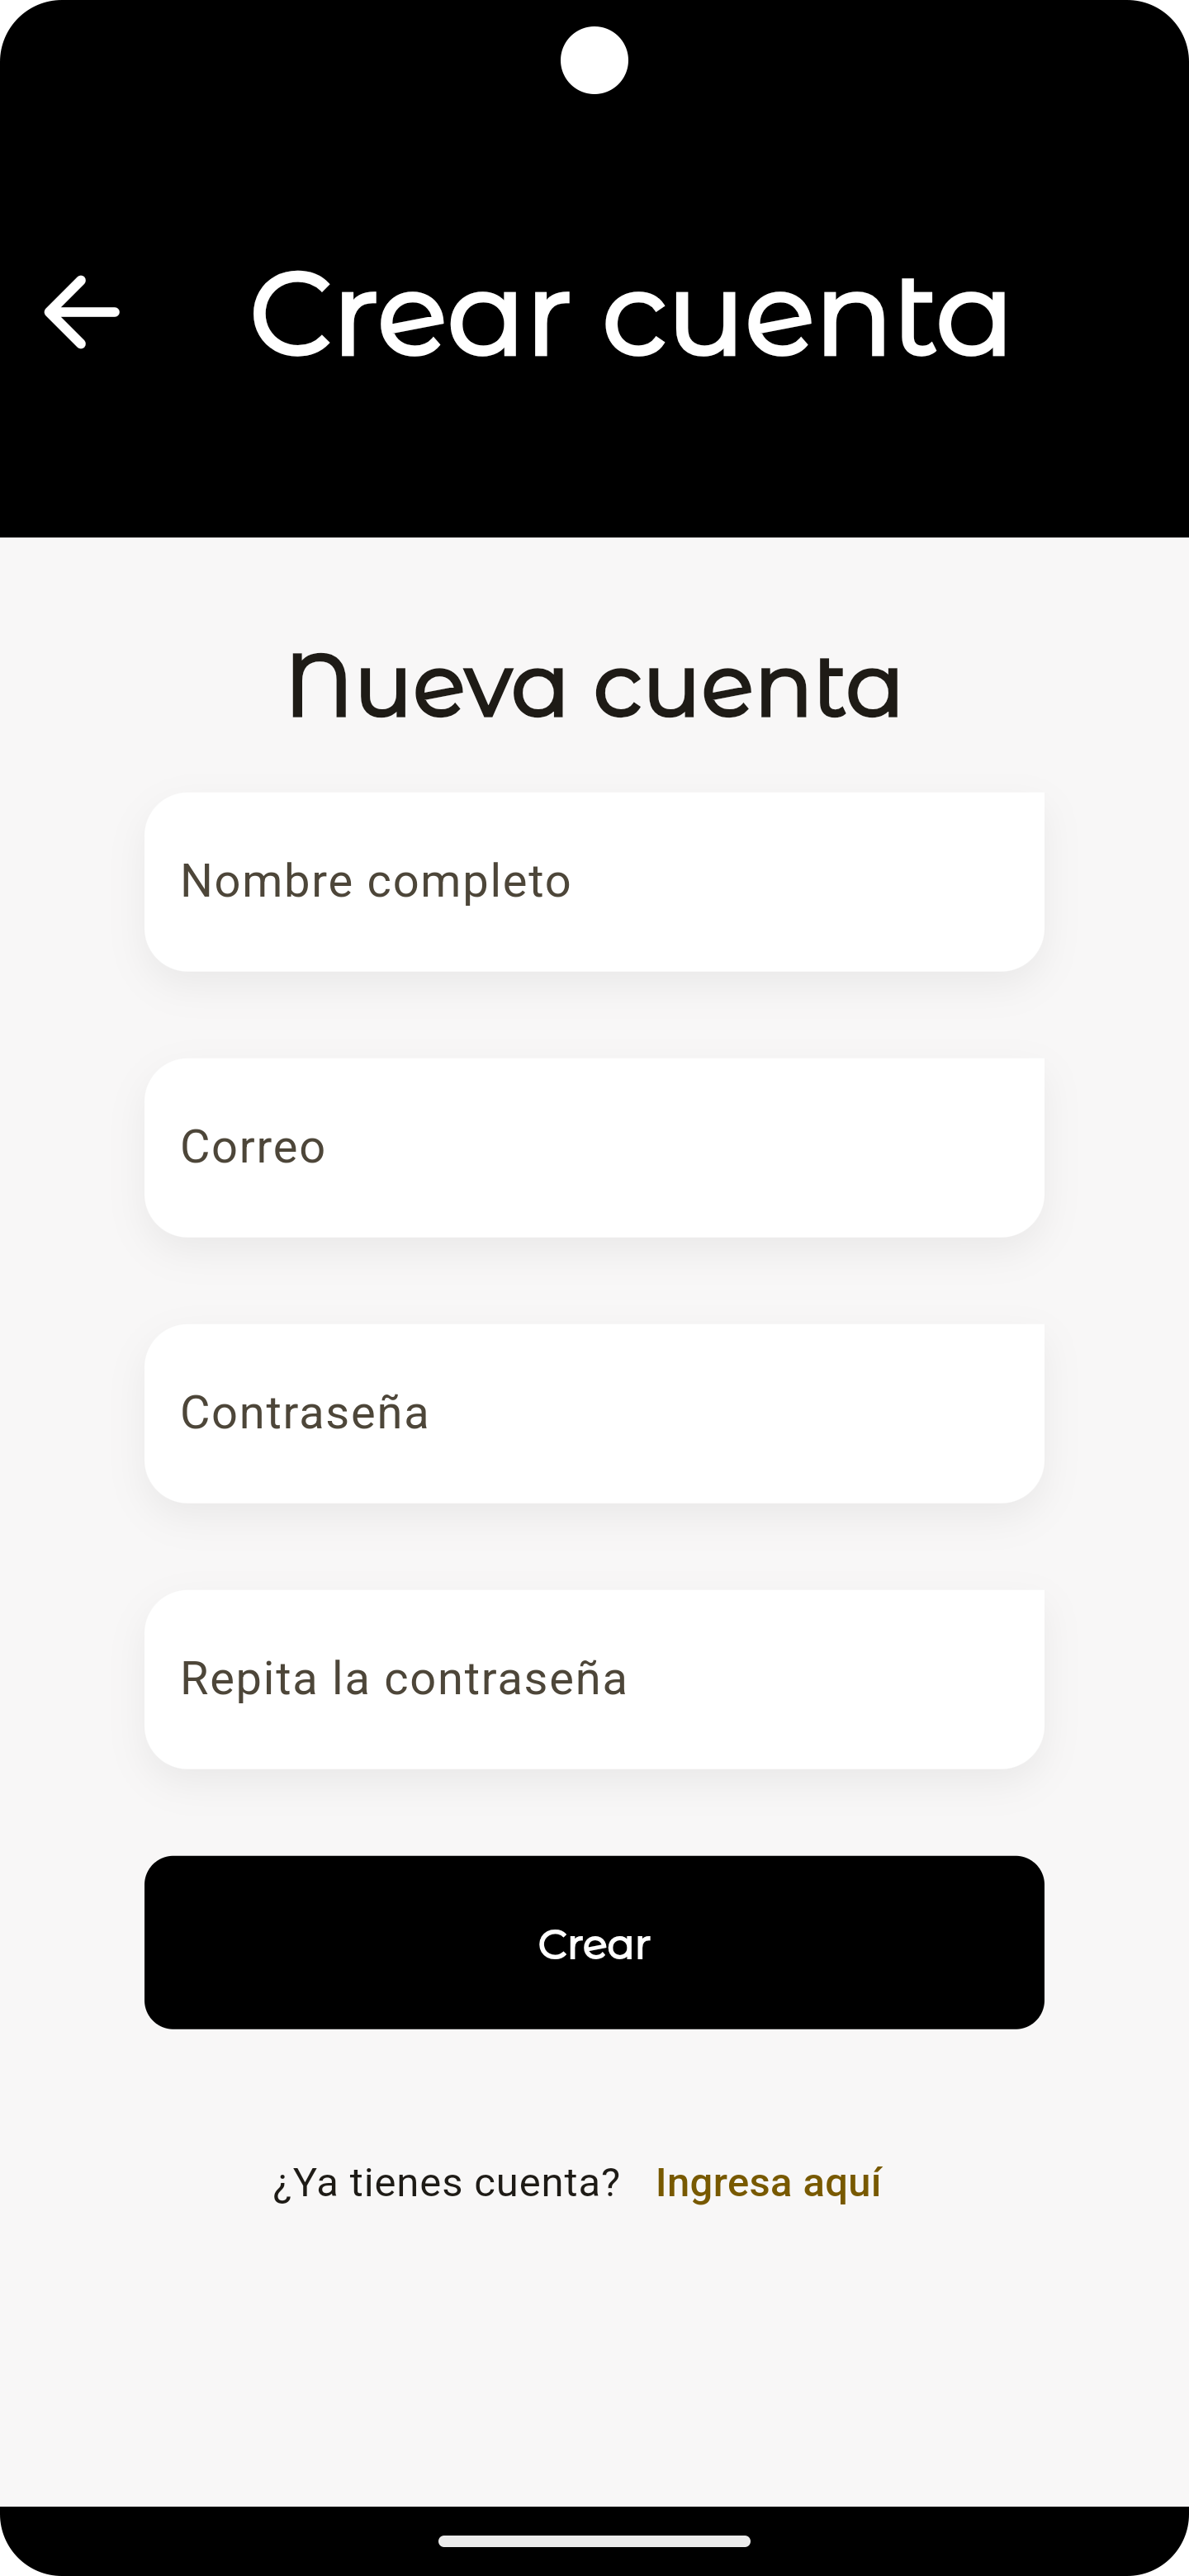 Crear cuenta
Nueva cuenta
Nombre completo
Correo
Contraseña
Repita la contraseña
Crear
¿Ya tienes cuenta? Ingresa aquí